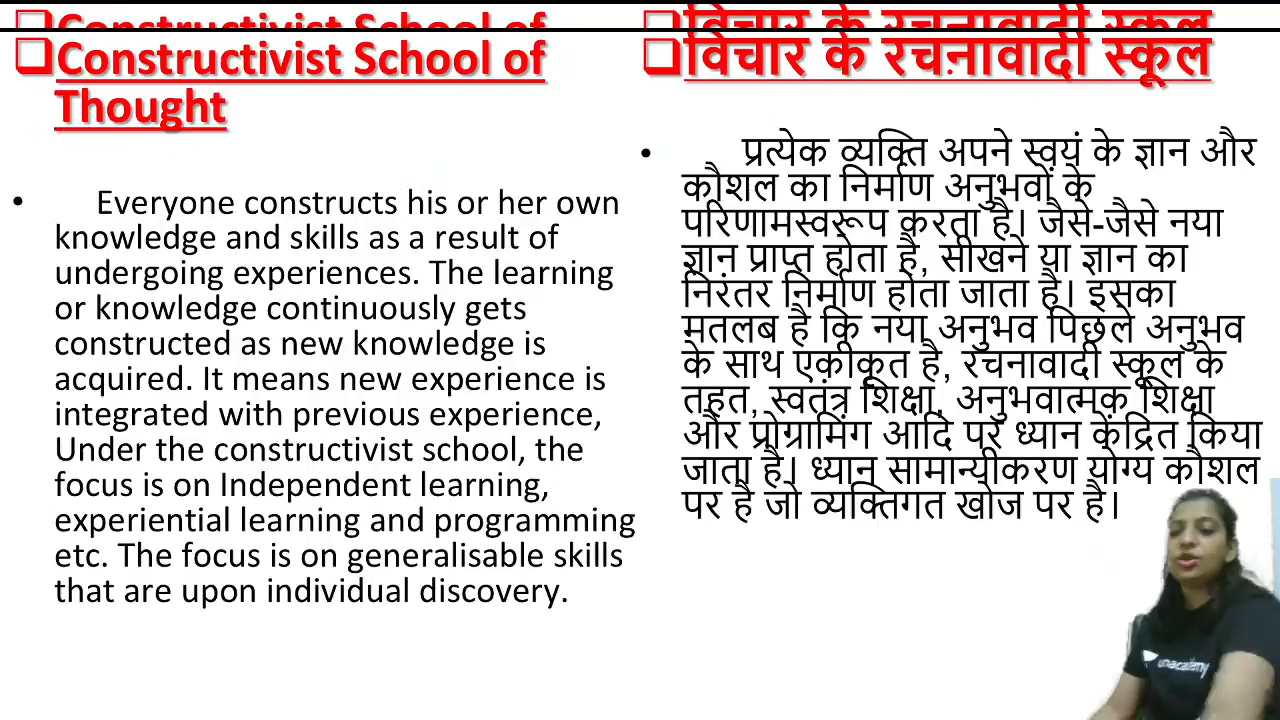 Constructivist School of
Thought
Everyone constructs his or her own
knowledge and skills as a result of
undergoing experiences. The learning
or knowledge continuously gets
constructed as new knowledge is
acquired. It means new experience is
integrated with previous experience,
Under the constructivist school, the
focus is on Independent learning,
experiential learning and programming
etc. The focus is on generalisable skills
that are upon individual discovery.
विचार के रचऩावादी स्कूल
प्रत्येक व्यक्ति अपने स्वयं के ज्ञान और
कौशल का निर्माण अनुभवों के
परिणामस्वरूप करता है। जैसे-जैसे नया
ज्ञान प्राप्त होता है, सीखने या ज्ञान का
निरंतर निर्माण होता जाता है। इसका
मतलब है कि नया अनुभव पिछले अनुभव
के साथ एकीकृत है, रचनावादी स्कूल के
तहत, स्वतंत्र शिक्षा, अनुभवात्मक शिक्षा
और प्रोग्रामिंग आदि पर ध्यान केंद्रित किया
जाता है। ध्यान सामान्यीकरण योग्य कौशल
पर है जो व्यक्तिगत खोज पर है।
unacademy